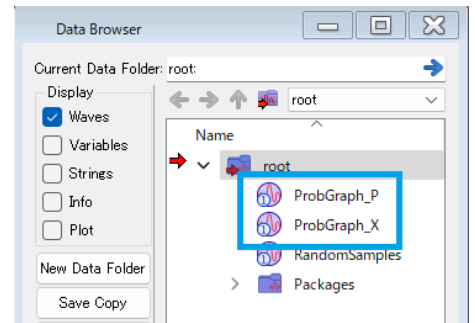 Data Browser
Current Data Folder: root:
Display
Waves
Variables
Strings
Info
Plot
New Data Folder
Save Copy
root
Name
root
ProbGraph_P
ProbGraph_X
RandomSamples
Packages